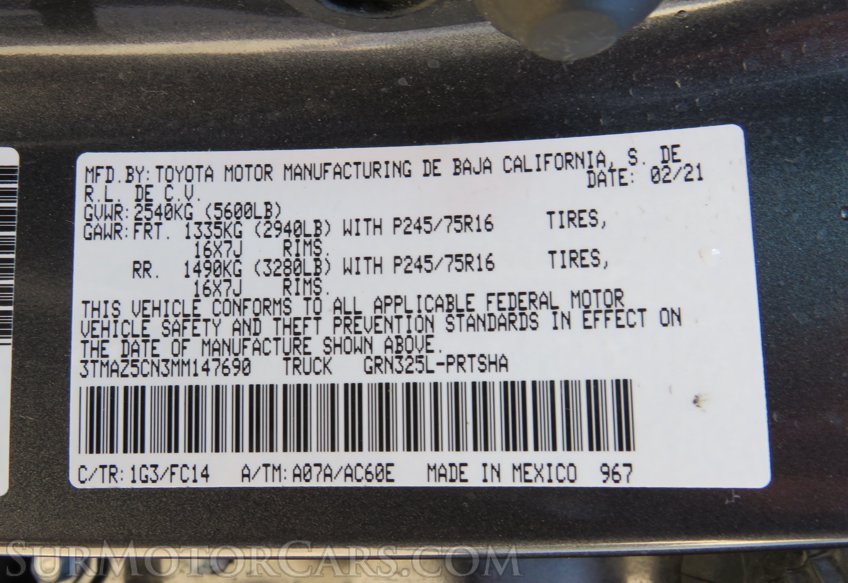 MFD.BY: TOYOTA MOTOR MANUFACTURING DE BAJA CALIFORNIA, S. DE
R.L. DE C.V. DATE: 02/21
GVWR: 2540KG (5600LB)
GAWR: FRT. 1335KG (2940LB) WITH P245/75R16 TIRES,
16X7J RIMS.
RR. 1490KG (3280LB) WITH P245/75R16 TIRES,
16X7J RIMS.
THIS VEHICLE CONFORMS TO ALL APPLICABLE FEDERAL MOTOR
VEHICLE SAFETY AND THEFT PREVENTION STANDARDS IN EFFECT ON
THE DATE OF MANUFACTURE SHOWN ABOVE.
3TMAZ5CN3MM147690 TRUCK GRN325L-PRTSHA
C/TR: 1G3/FC14 A/TM: A07A/AC60E MADE IN MEXICO 967
SURMOTORCARS.COM